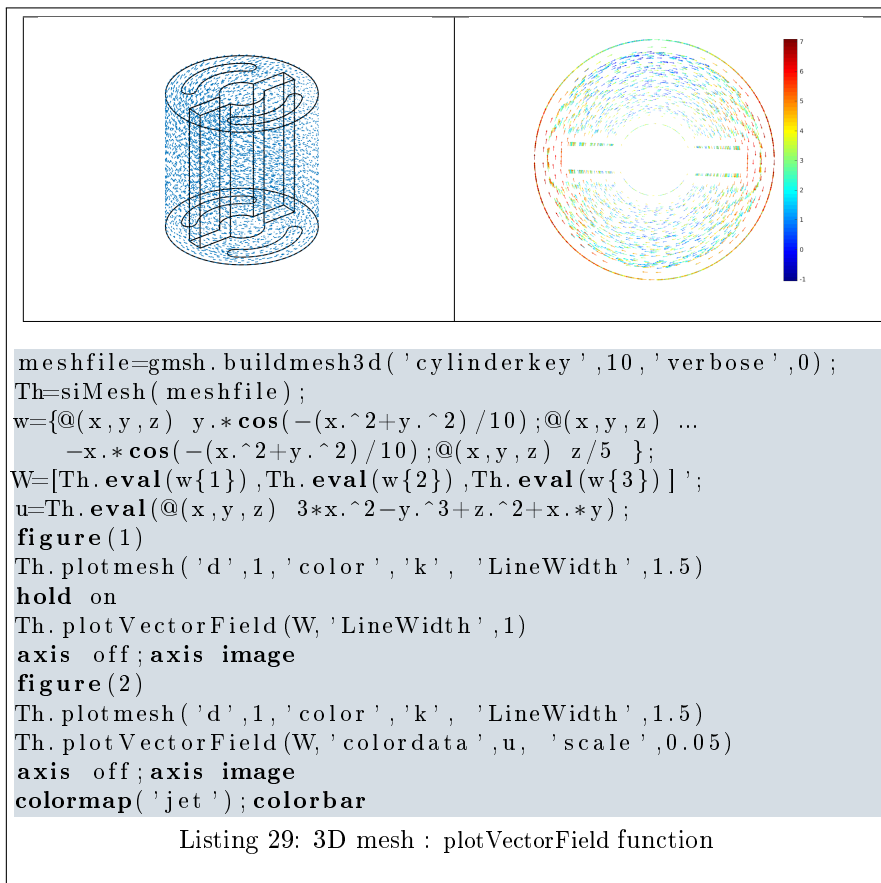 7
6
5
4
3
2
1
0
-1
meshfile=gmsh.buildmesh3d('cylinderkey',10,'verbose',0);
Th=siMesh(meshfile);
w={@(x,y,z) y.*cos(-(x.^2+y.^2)/10);@(x,y,z) ...
-x.*cos(-(x.^2+y.^2)/10);@(x,y,z) z/5 };
W=[Th.eval(w{1}),Th.eval(w{2}),Th.eval(w{3})]';
u=Th.eval(@(x,y,z) 3*x.^2-y.^3+z.^2+x.*y);
figure(1)
Th.plotmesh('d',1,'color','k', 'LineWidth',1.5)
hold on
Th.plotVectorField(W,'LineWidth',1)
axis off;axis image
figure(2)
Th.plotmesh('d',1,'color','k', 'LineWidth',1.5)
Th.plotVectorField(W,'colordata',u, 'scale',0.05)
axis off;axis image
colormap('jet');colorbar
Listing 29: 3D mesh : plotVectorField function